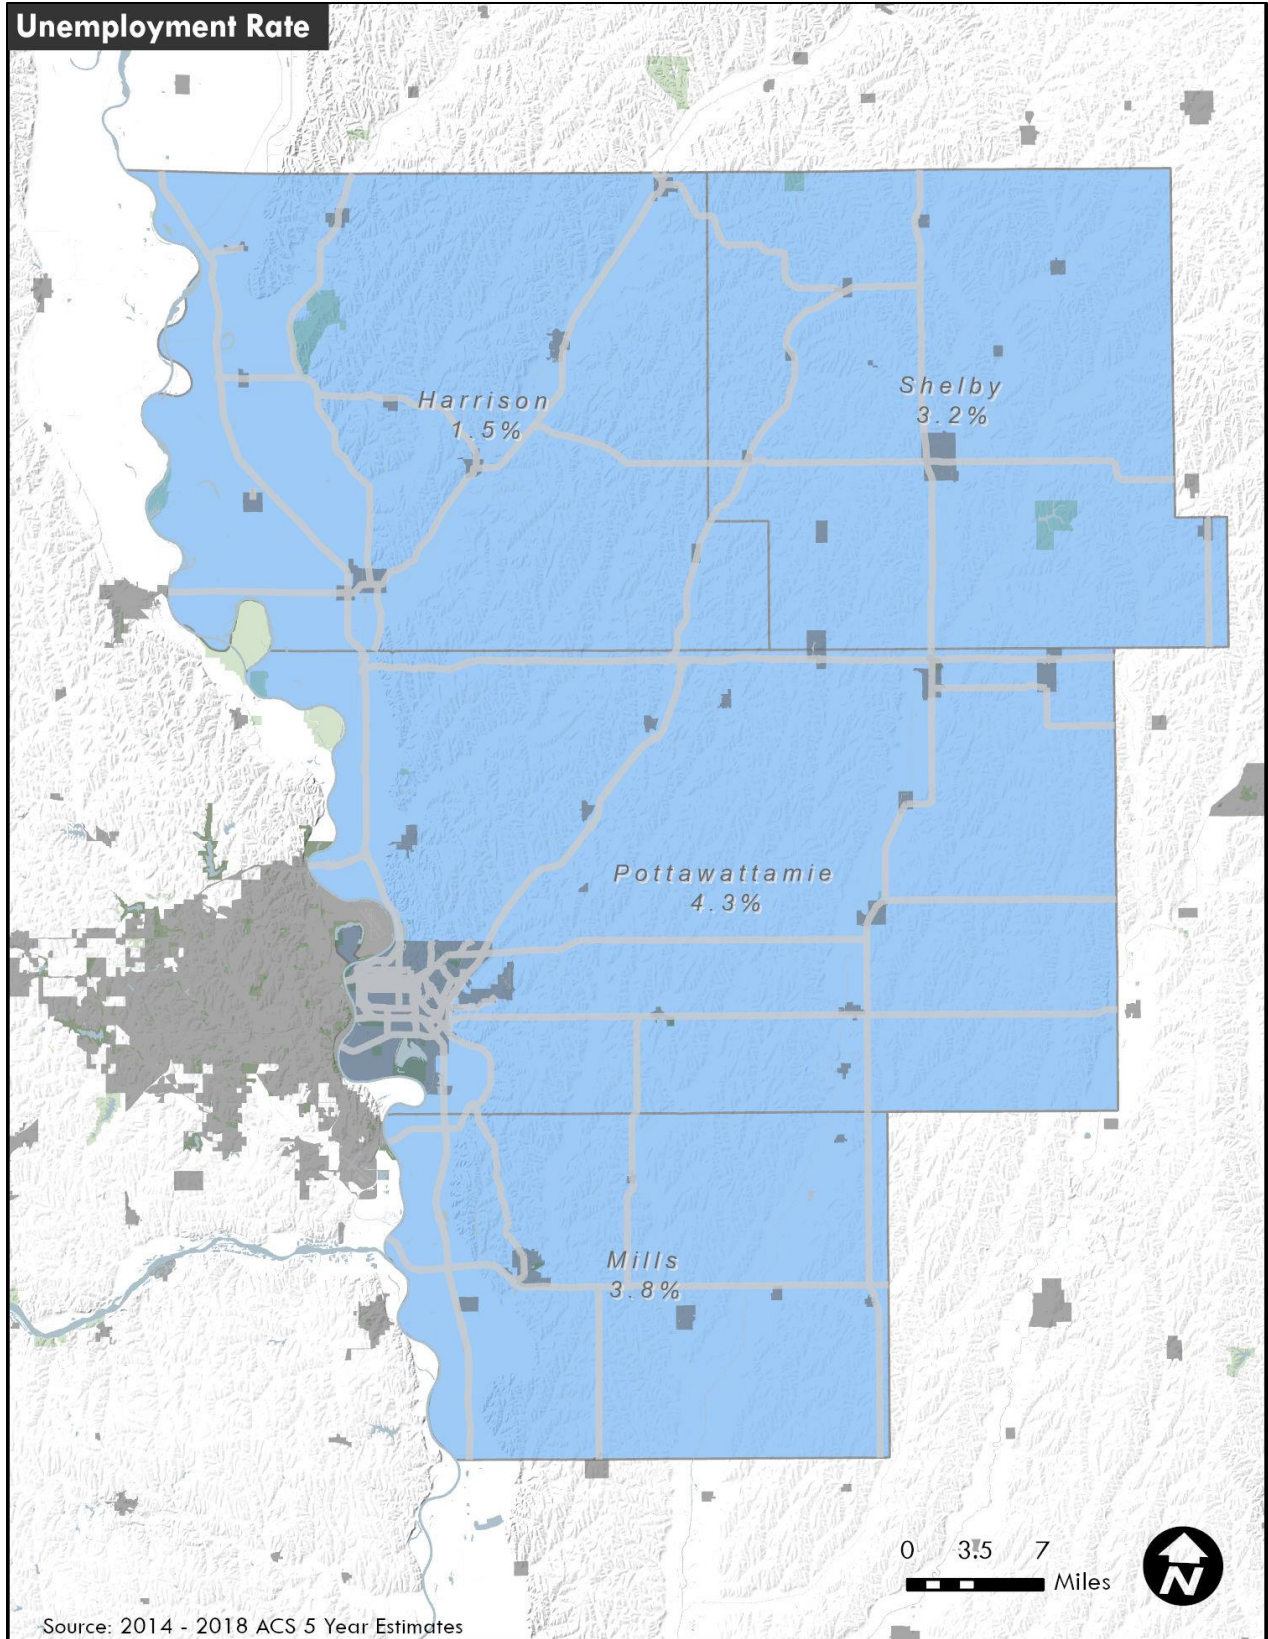 Unemployment Rate
Harrison
1.5%
Shelby
3.2%
Pottawattamie
4.3%
Mills
3.8%
0 3.5 7
Miles
N
Source: 2014 - 2018 ACS 5 Year Estimates